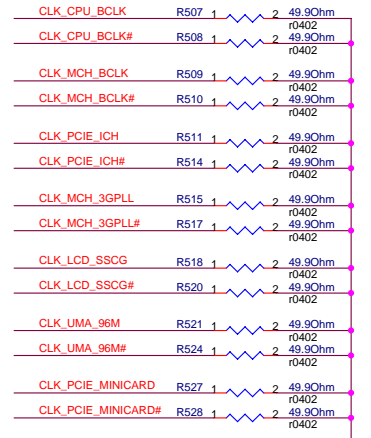 CLK_CPU_BCLK R507 1 2 49.9Ohm
r0402
CLK_CPU_BCLK# R508 1 2 49.9Ohm
r0402
CLK_MCH_BCLK R509 1 2 49.9Ohm
r0402
CLK_MCH_BCLK# R510 1 2 49.9Ohm
r0402
CLK_PCIE_ICH R511 1 2 49.9Ohm
r0402
CLK_PCIE_ICH# R514 1 2 49.9Ohm
r0402
CLK_MCH_3GPLL R515 1 2 49.9Ohm
r0402
CLK_MCH_3GPLL# R517 1 2 49.9Ohm
r0402
CLK_LCD_SSCG R518 1 2 49.9Ohm
r0402
CLK_LCD_SSCG# R520 1 2 49.9Ohm
r0402
CLK_UMA_96M R521 1 2 49.9Ohm
r0402
CLK_UMA_96M# R524 1 2 49.9Ohm
r0402
CLK_PCIE_MINICARD R527 1 2 49.9Ohm
r0402
CLK_PCIE_MINICARD# R528 1 2 49.9Ohm
r0402